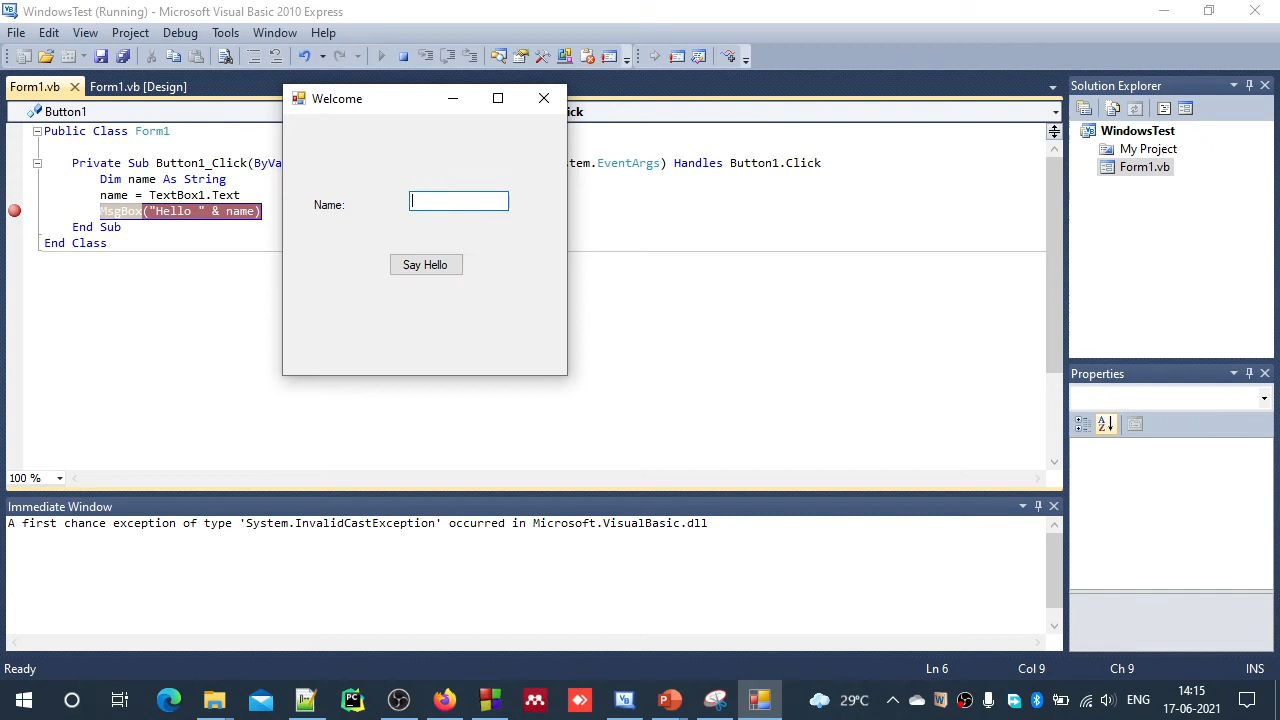 WindowsTest (Running) - Microsoft Visual Basic 2010 Express
File Edit View Project Debug Tools Window Help
Form1.vb Form1.vb [Design]
Button1
ck
Public Class Form1
Private Sub Button1_Click(ByVa
stem.EventArgs) Handles Button1.Click
Dim name As String
name = TextBox1.Text
MsgBox("Hello " & name)
End Sub
End Class
Welcome
Name:
Say Hello
100 %
Solution Explorer
WindowsTest
My Project
Form1.vb
Properties
A
Z
Immediate Window
A first chance exception of type 'System.InvalidCastException' occurred in Microsoft.VisualBasic.dll
Ready Ln 6 Col 9 Ch 9 INS
29°C ENG 14:15
17-06-2021